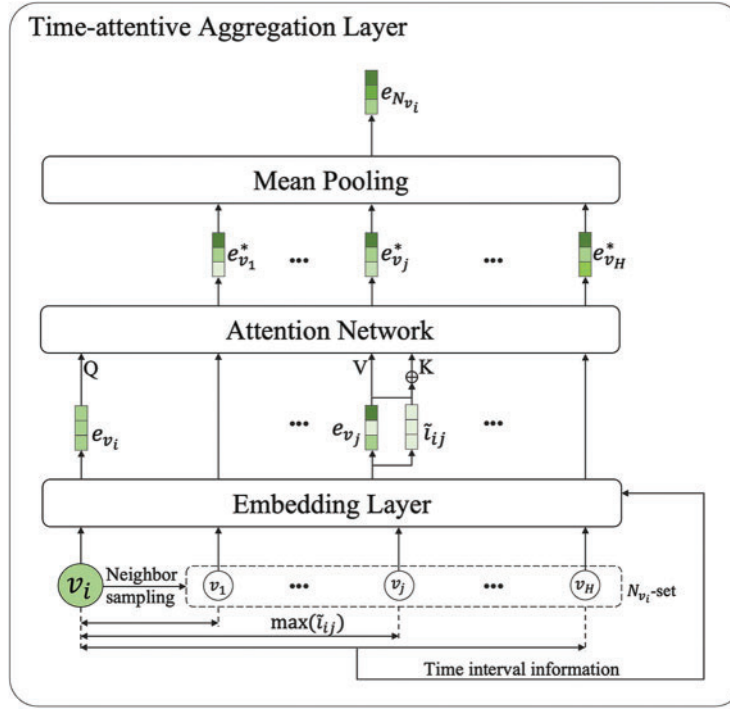 Time-attentive Aggregation Layer
e_{N_{v_i}}
Mean Pooling
e*_{v_1} ... e*_{v_j} ... e*_{v_H}
Attention Network
Q V K
e_{v_i} ... e_{v_j} ĩ_{ij} ...
Embedding Layer
v_i Neighbor sampling v_1 ... v_j ... v_H N_{v_i}-set
max(ĩ_{ij})
Time interval information